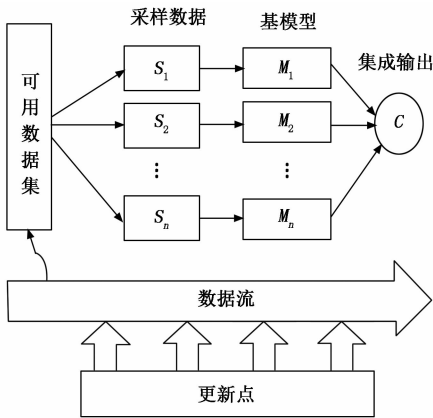 采样数据
基模型
集成输出
可用数据集
S1
M1
S2
M2
C
⋮
⋮
Sn
Mn
数据流
更新点